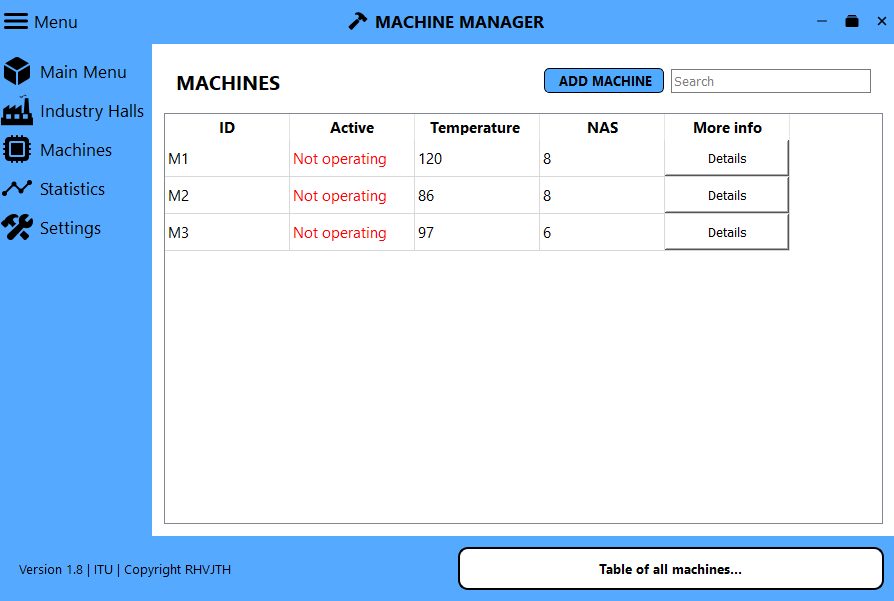 Menu
MACHINE MANAGER
Main Menu
Industry Halls
Machines
Statistics
Settings
MACHINES
ADD MACHINE
Search
ID Active Temperature NAS More info
M1 Not operating 120 8 Details
M2 Not operating 86 8 Details
M3 Not operating 97 6 Details
Version 1.8 | ITU | Copyright RHVJTH
Table of all machines...